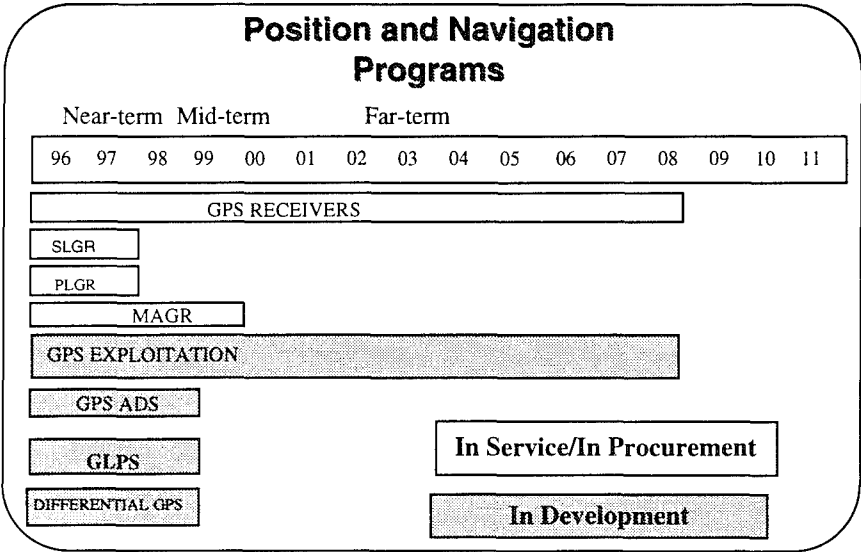 Position and Navigation
Programs
Near-term Mid-term Far-term
96 97 98 99 00 01 02 03 04 05 06 07 08 09 10 11
GPS RECEIVERS
SLGR
PLGR
MAGR
GPS EXPLOITATION
GPS ADS
GLPS
DIFFERENTIAL GPS
In Service/In Procurement
In Development